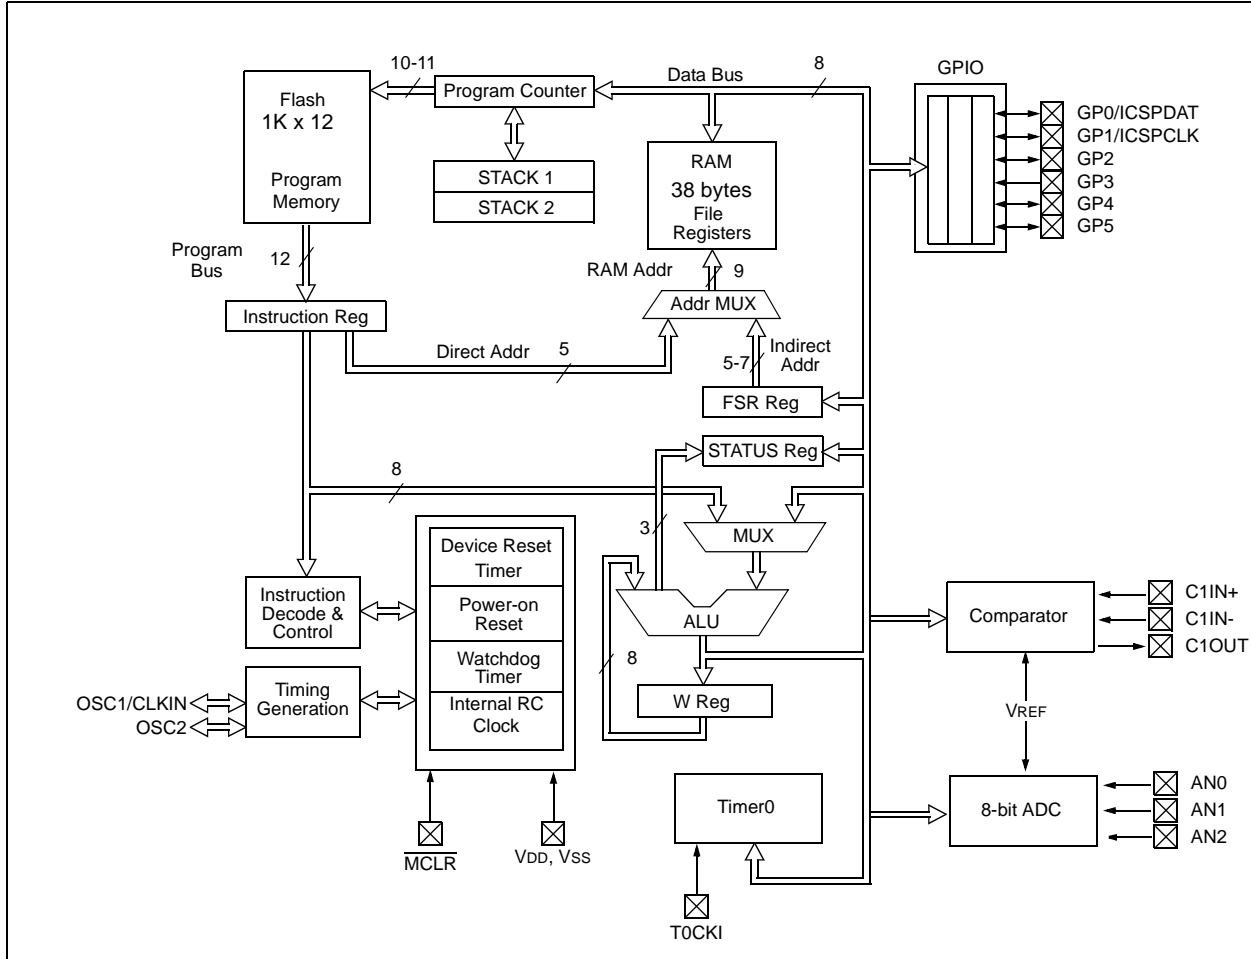 10-11
Data Bus
8
GPIO
Flash
1K x 12
Program
Memory
Program Counter
STACK 1
STACK 2
RAM
38 bytes
File
Registers
GP0/ICSPDAT
GP1/ICSPCLK
GP2
GP3
GP4
GP5
Program
Bus
12
RAM Addr
9
Instruction Reg
Addr MUX
Direct Addr
5
5-7
Indirect
Addr
FSR Reg
STATUS Reg
8
3
MUX
Device Reset
Timer
Power-on
Reset
Watchdog
Timer
Internal RC
Clock
Instruction
Decode &
Control
ALU
8
W Reg
Comparator
C1IN+
C1IN-
C1OUT
OSC1/CLKIN
OSC2
Timing
Generation
VREF
Timer0
8-bit ADC
AN0
AN1
AN2
MCLR
VDD, VSS
T0CKI